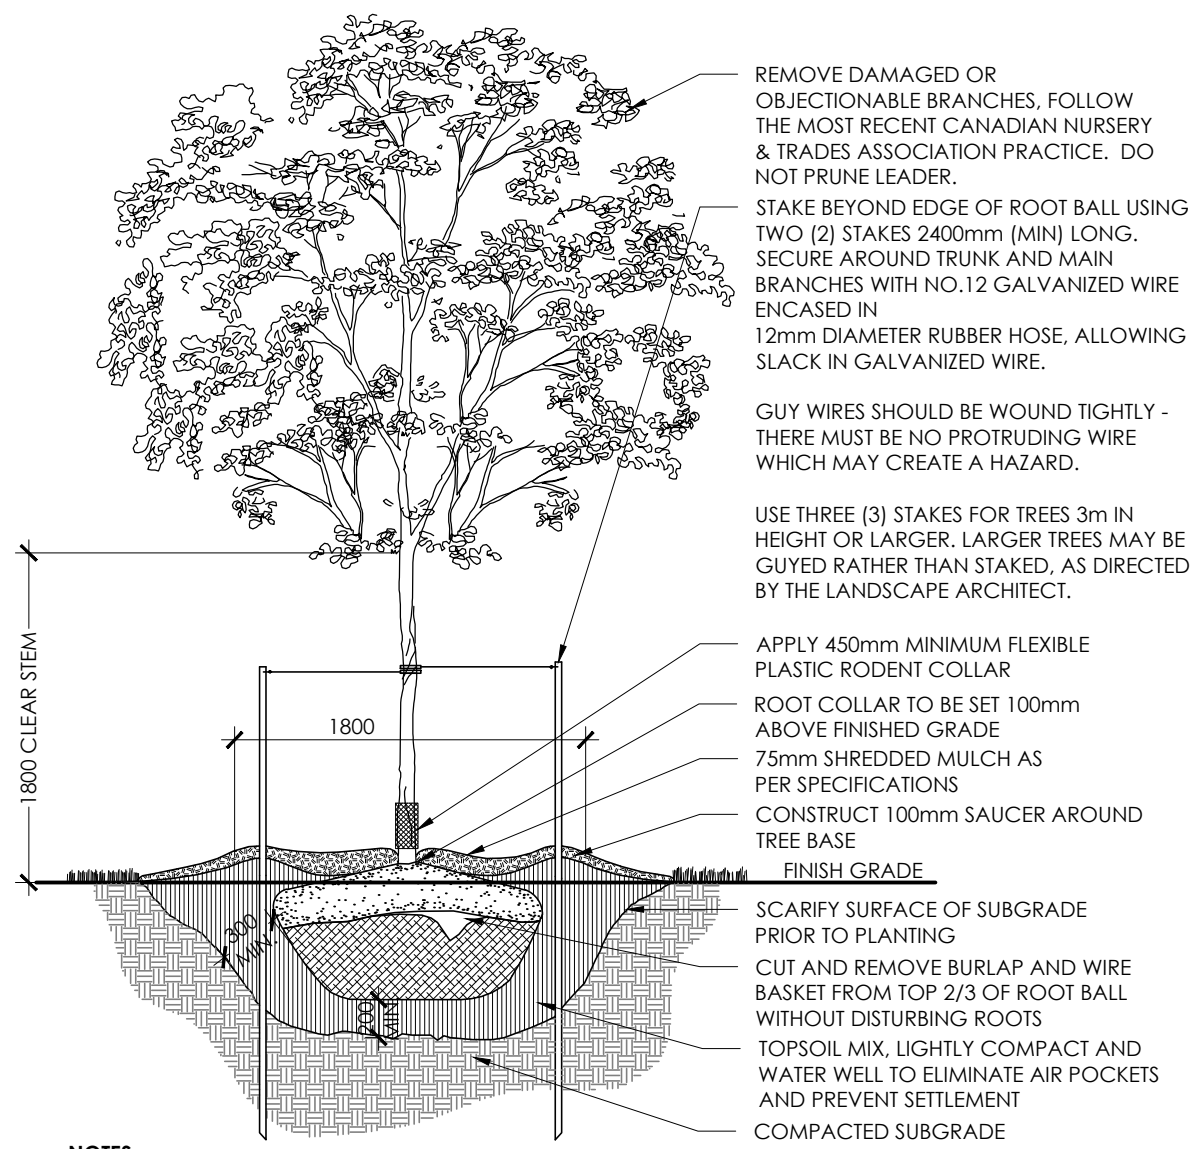 REMOVE DAMAGED OR
OBJECTIONABLE BRANCHES, FOLLOW
THE MOST RECENT CANADIAN NURSERY
& TRADES ASSOCIATION PRACTICE. DO
NOT PRUNE LEADER.
STAKE BEYOND EDGE OF ROOT BALL USING
TWO (2) STAKES 2400mm (MIN) LONG.
SECURE AROUND TRUNK AND MAIN
BRANCHES WITH NO.12 GALVANIZED WIRE
ENCASED IN
12mm DIAMETER RUBBER HOSE, ALLOWING
SLACK IN GALVANIZED WIRE.
GUY WIRES SHOULD BE WOUND TIGHTLY -
THERE MUST BE NO PROTRUDING WIRE
WHICH MAY CREATE A HAZARD.
USE THREE (3) STAKES FOR TREES 3m IN
HEIGHT OR LARGER. LARGER TREES MAY BE
GUYED RATHER THAN STAKED, AS DIRECTED
BY THE LANDSCAPE ARCHITECT.
APPLY 450mm MINIMUM FLEXIBLE
PLASTIC RODENT COLLAR
ROOT COLLAR TO BE SET 100mm
ABOVE FINISHED GRADE
75mm SHREDDED MULCH AS
PER SPECIFICATIONS
CONSTRUCT 100mm SAUCER AROUND
TREE BASE
FINISH GRADE
SCARIFY SURFACE OF SUBGRADE
PRIOR TO PLANTING
CUT AND REMOVE BURLAP AND WIRE
BASKET FROM TOP 2/3 OF ROOT BALL
WITHOUT DISTURBING ROOTS
TOPSOIL MIX, LIGHTLY COMPACT AND
WATER WELL TO ELIMINATE AIR POCKETS
AND PREVENT SETTLEMENT
COMPACTED SUBGRADE
1800 CLEAR STEM
1800
300
MIN.
200
MIN
NOTES